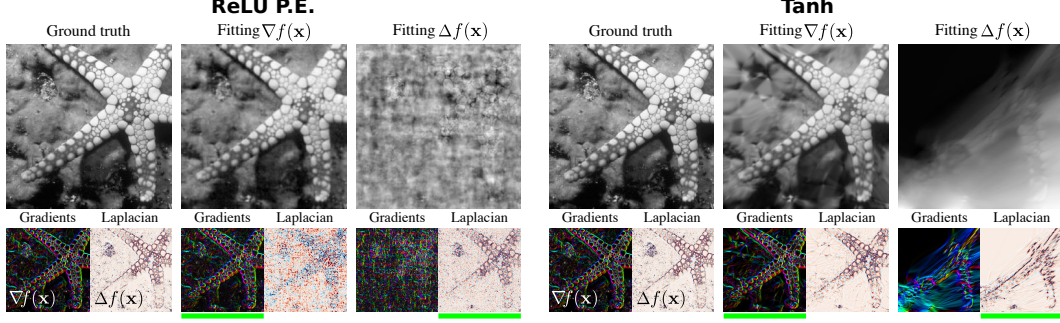 ReLU P.E.
Ground truth Fitting ∇f(x) Fitting Δf(x)
Gradients Laplacian Gradients Laplacian Gradients Laplacian
∇f(x) Δf(x)
Tanh
Ground truth Fitting ∇f(x) Fitting Δf(x)
Gradients Laplacian Gradients Laplacian Gradients Laplacian
∇f(x) Δf(x)